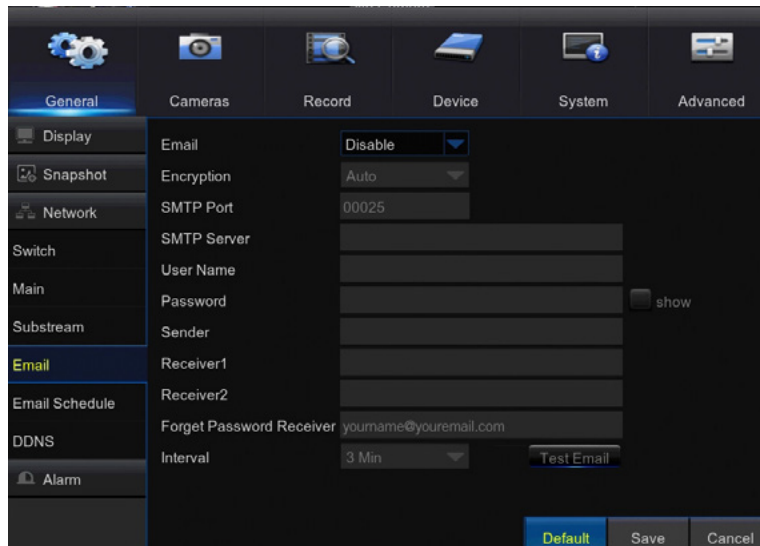 General Cameras Record Device System Advanced
Display
Snapshot
Network
Switch
Main
Substream
Email
Email Schedule
DDNS
Alarm
Email Disable
Encryption Auto
SMTP Port 00025
SMTP Server
User Name
Password show
Sender
Receiver1
Receiver2
Forget Password Receiver yourname@youremail.com
Interval 3 Min Test Email
Default Save Cancel